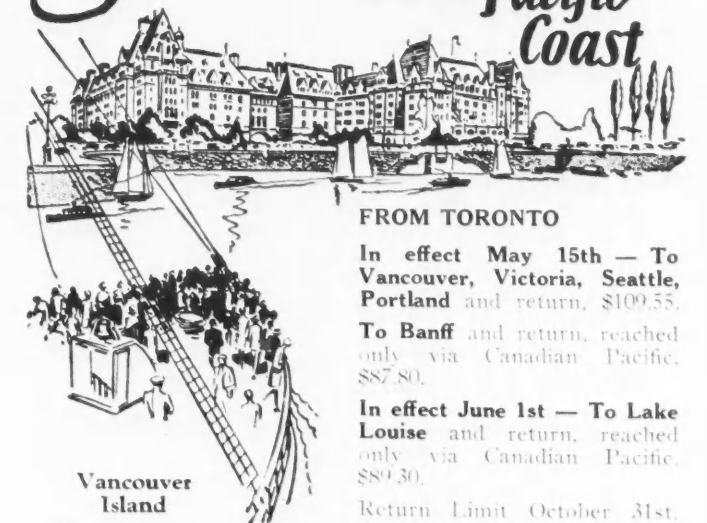 Pacific
Coast
FROM TORONTO
In effect May 15th — To
Vancouver, Victoria, Seattle,
Portland and return, $109.55.
To Banff and return, reached
only via Canadian Pacific,
$87.80.
In effect June 1st — To Lake
Louise and return, reached
only via Canadian Pacific,
$89.30.
Return Limit October 31st.
Vancouver
Island